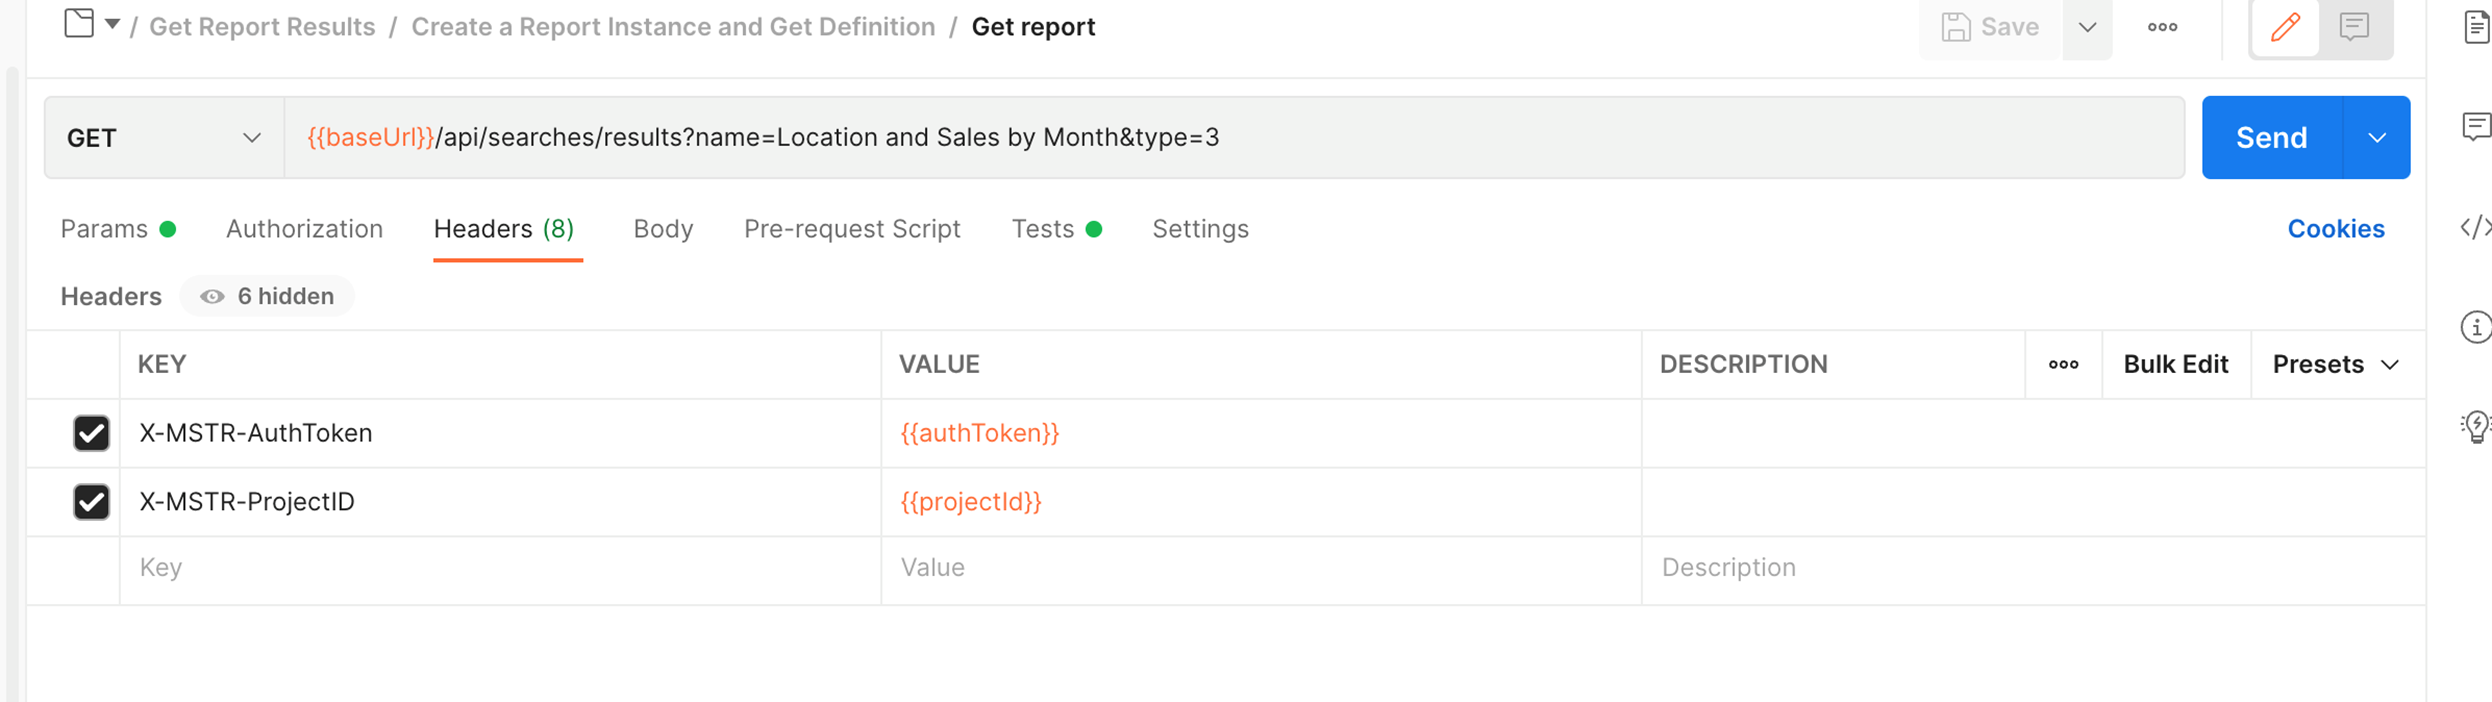 / Get Report Results / Create a Report Instance and Get Definition / Get report Save
GET {{baseUrl}}/api/searches/results?name=Location and Sales by Month&type=3 Send
Params Authorization Headers (8) Body Pre-request Script Tests Settings Cookies
Headers 6 hidden
KEY VALUE DESCRIPTION Bulk Edit Presets
X-MSTR-AuthToken {{authToken}}
X-MSTR-ProjectID {{projectId}}
Key Value Description